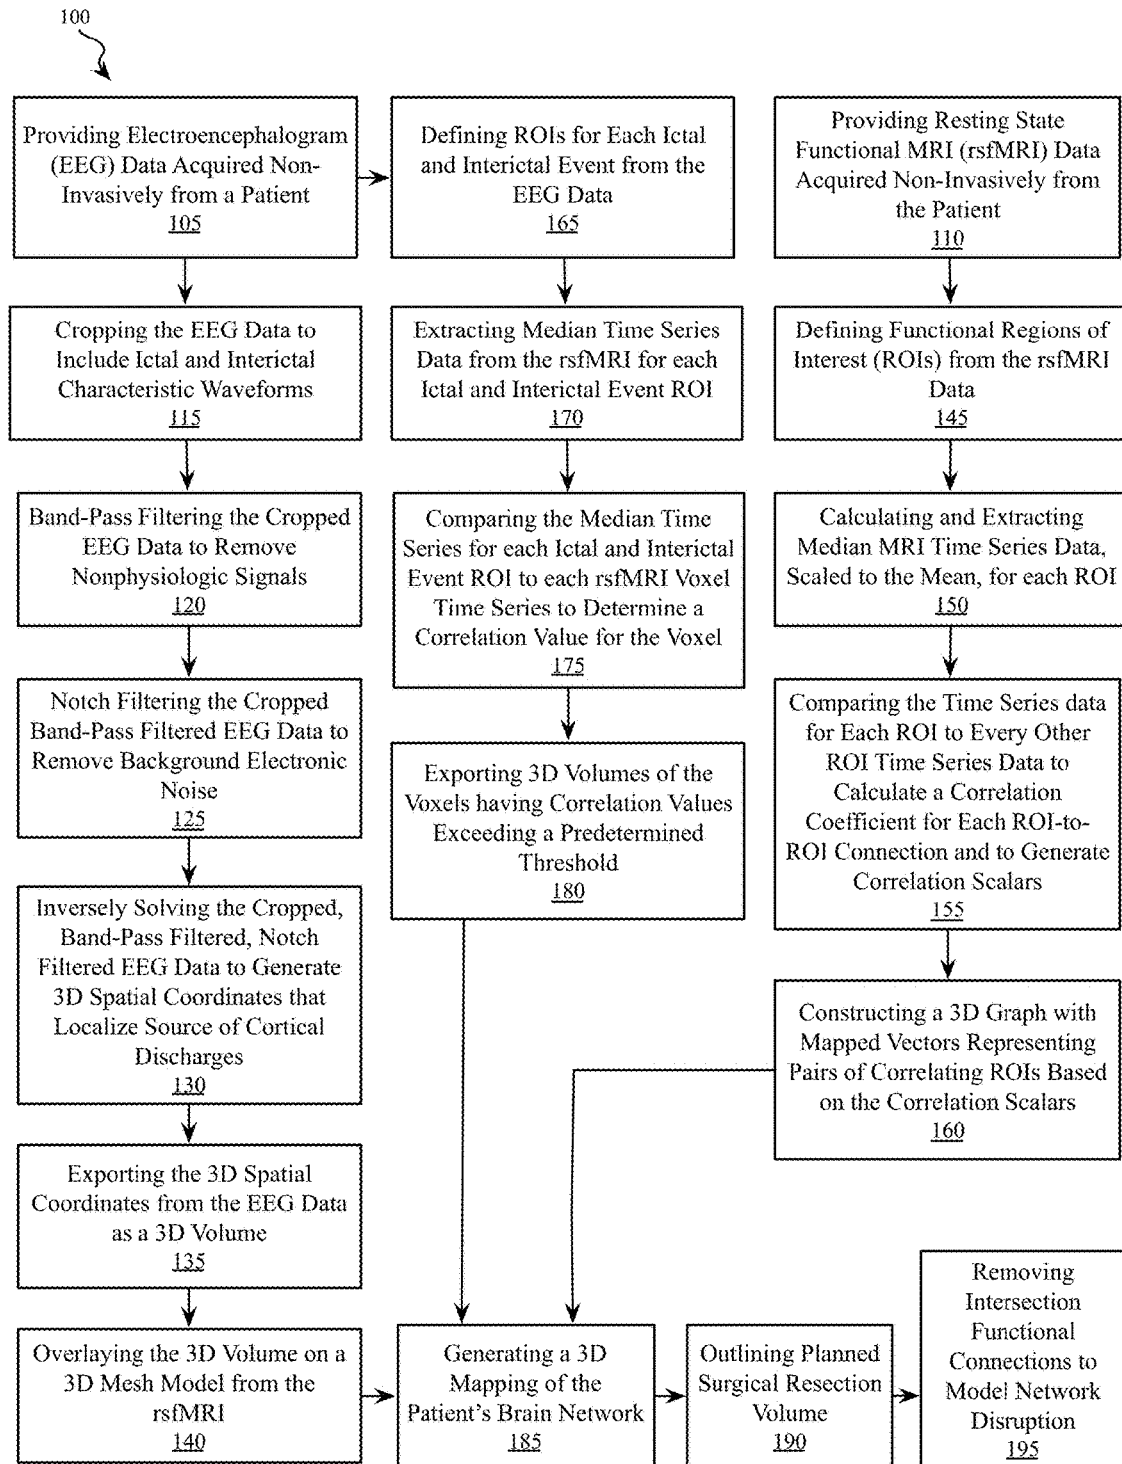 100
Providing Electroencephalogram
(EEG) Data Acquired Non-
Invasively from a Patient
105
Cropping the EEG Data to
Include Ictal and Interictal
Characteristic Waveforms
115
Band-Pass Filtering the Cropped
EEG Data to Remove
Nonphysiologic Signals
120
Notch Filtering the Cropped
Band-Pass Filtered EEG Data to
Remove Background Electronic
Noise
125
Inversely Solving the Cropped,
Band-Pass Filtered, Notch
Filtered EEG Data to Generate
3D Spatial Coordinates that
Localize Source of Cortical
Discharges
130
Exporting the 3D Spatial
Coordinates from the EEG Data
as a 3D Volume
135
Overlaying the 3D Volume on a
3D Mesh Model from the
rsfMRI
140
Defining ROIs for Each Ictal
and Interictal Event from the
EEG Data
165
Extracting Median Time Series
Data from the rsfMRI for each
Ictal and Interictal Event ROI
170
Comparing the Median Time
Series for each Ictal and Interictal
Event ROI to each rsfMRI Voxel
Time Series to Determine a
Correlation Value for the Voxel
175
Exporting 3D Volumes of the
Voxels having Correlation Values
Exceeding a Predetermined
Threshold
180
Providing Resting State
Functional MRI (rsfMRI) Data
Acquired Non-Invasively from
the Patient
110
Defining Functional Regions of
Interest (ROIs) from the rsfMRI
Data
145
Calculating and Extracting
Median MRI Time Series Data,
Scaled to the Mean, for each ROI
150
Comparing the Time Series data
for Each ROI to Every Other
ROI Time Series Data to
Calculate a Correlation
Coefficient for Each ROI-to-
ROI Connection and to Generate
Correlation Scalars
155
Constructing a 3D Graph with
Mapped Vectors Representing
Pairs of Correlating ROIs Based
on the Correlation Scalars
160
Generating a 3D
Mapping of the
Patient's Brain Network
185
Outlining Planned
Surgical Resection
Volume
190
Removing
Intersection
Functional
Connections to
Model Network
Disruption
195